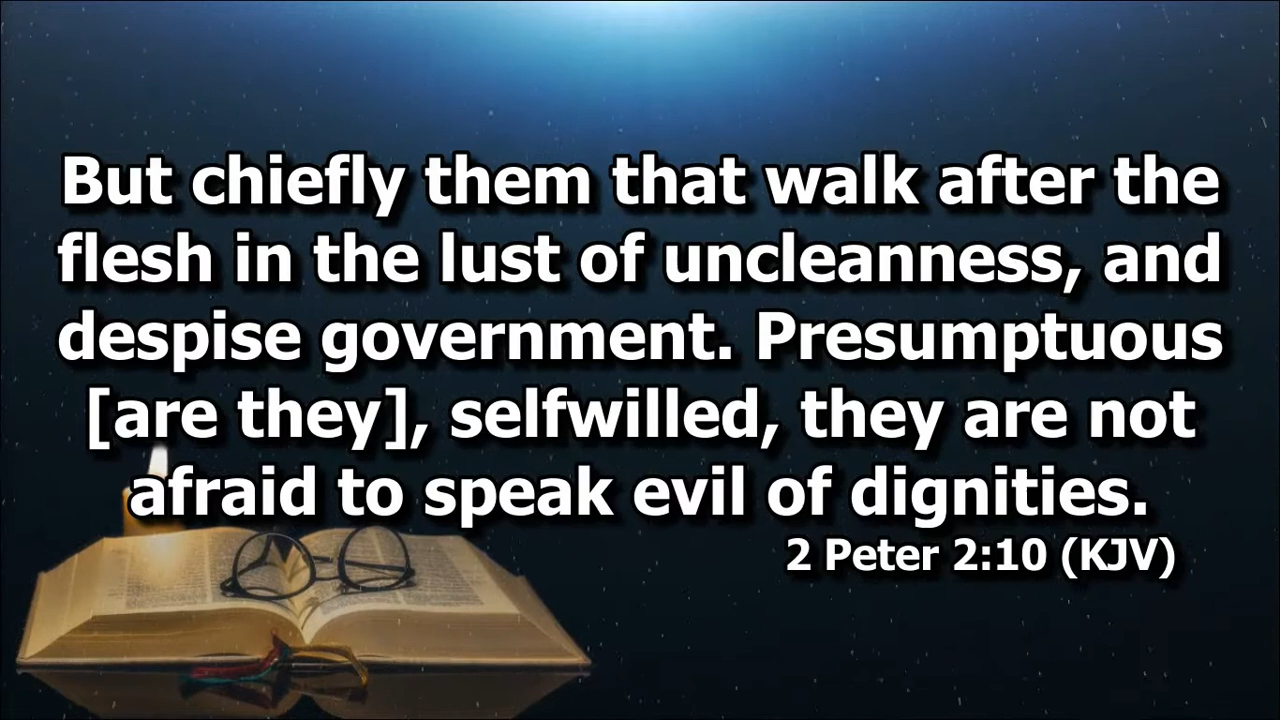 But chiefly them that walk after the
flesh in the lust of uncleanness, and
despise government. Presumptuous
[are they], selfwilled, they are not
afraid to speak evil of dignities.
2 Peter 2:10 (KJV)